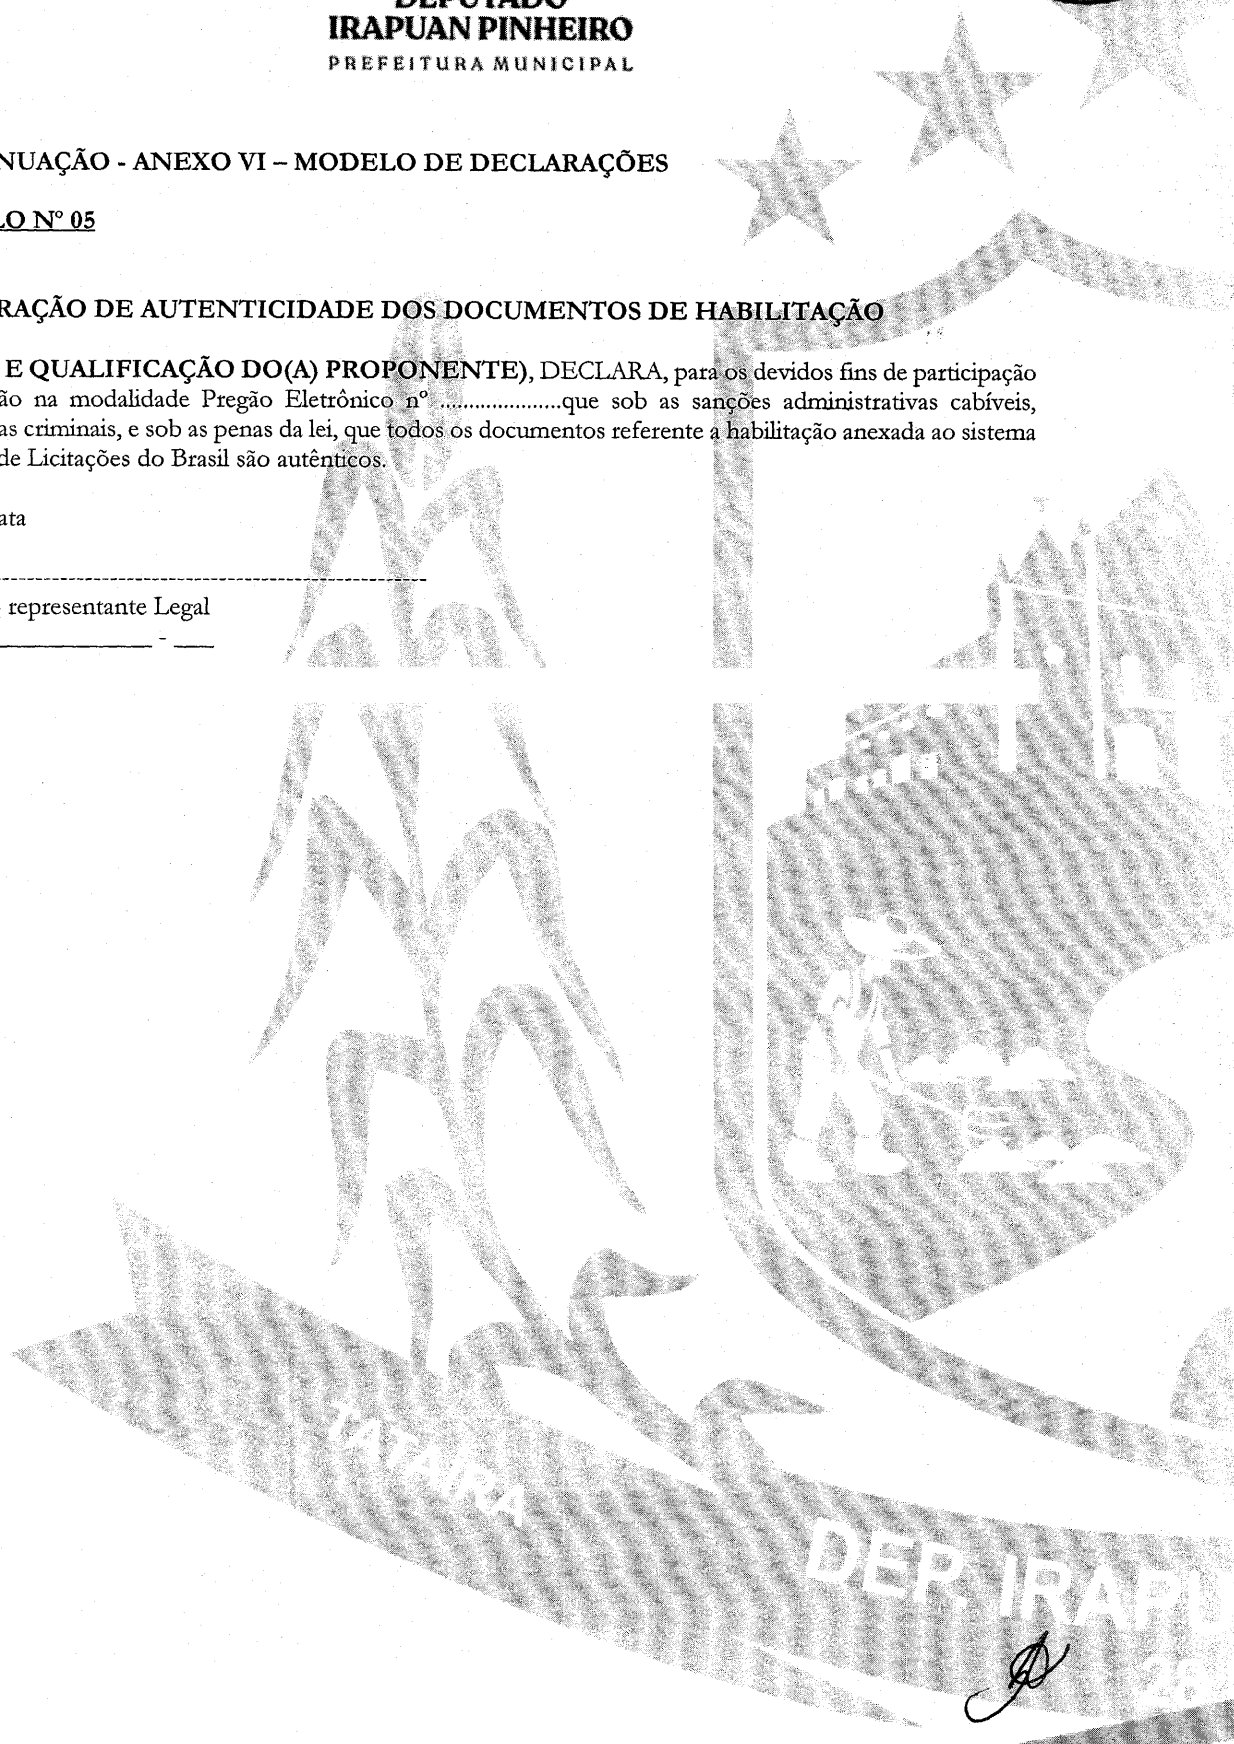 DEPUTADO
IRAPUAN PINHEIRO
PREFEITURA MUNICIPAL
NUAÇÃO - ANEXO VI – MODELO DE DECLARAÇÕES
LO Nº 05
RAÇÃO DE AUTENTICIDADE DOS DOCUMENTOS DE HABILITAÇÃO
E QUALIFICAÇÃO DO(A) PROPONENTE), DECLARA, para os devidos fins de participação
ão na modalidade Pregão Eletrônico nº ....................que sob as sanções administrativas cabíveis,
as criminais, e sob as penas da lei, que todos os documentos referente a habilitação anexada ao sistema
de Licitações do Brasil são autênticos.
ata
representante Legal
TATAIRA
DEP. IRAPU
28